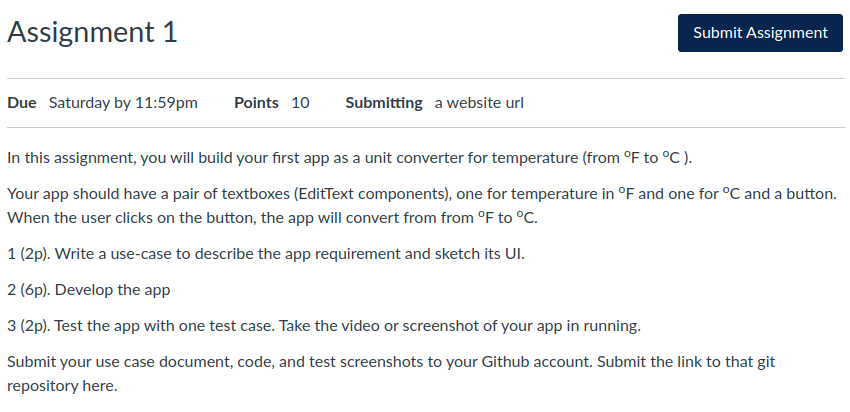 Assignment 1
Submit Assignment
Due Saturday by 11:59pm Points 10 Submitting a website url
In this assignment, you will build your first app as a unit converter for temperature (from ⁰F to ⁰C ).
Your app should have a pair of textboxes (EditText components), one for temperature in ⁰F and one for ⁰C and a button.
When the user clicks on the button, the app will convert from from ⁰F to ⁰C.
1 (2p). Write a use-case to describe the app requirement and sketch its UI.
2 (6p). Develop the app
3 (2p). Test the app with one test case. Take the video or screenshot of your app in running.
Submit your use case document, code, and test screenshots to your Github account. Submit the link to that git
repository here.